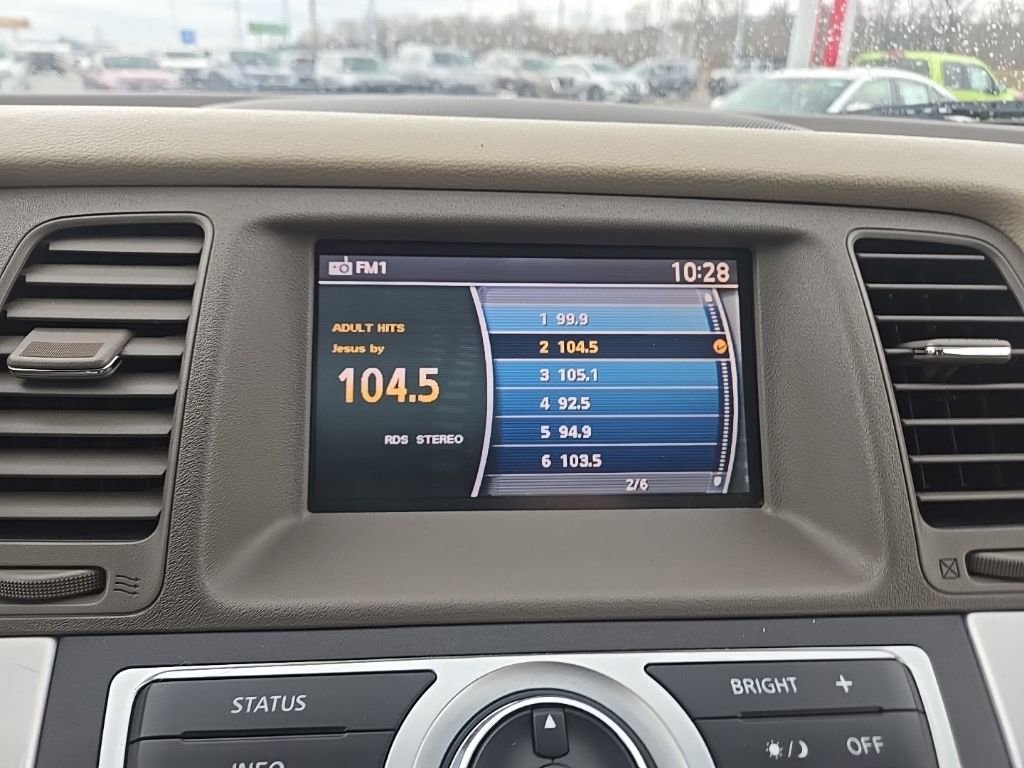 FM1 10:28
ADULT HITS
Jesus by
104.5
RDS STEREO
1 99.9
2 104.5
3 105.1
4 92.5
5 94.9
6 103.5
2/6
STATUS
BRIGHT +
OFF
INFO